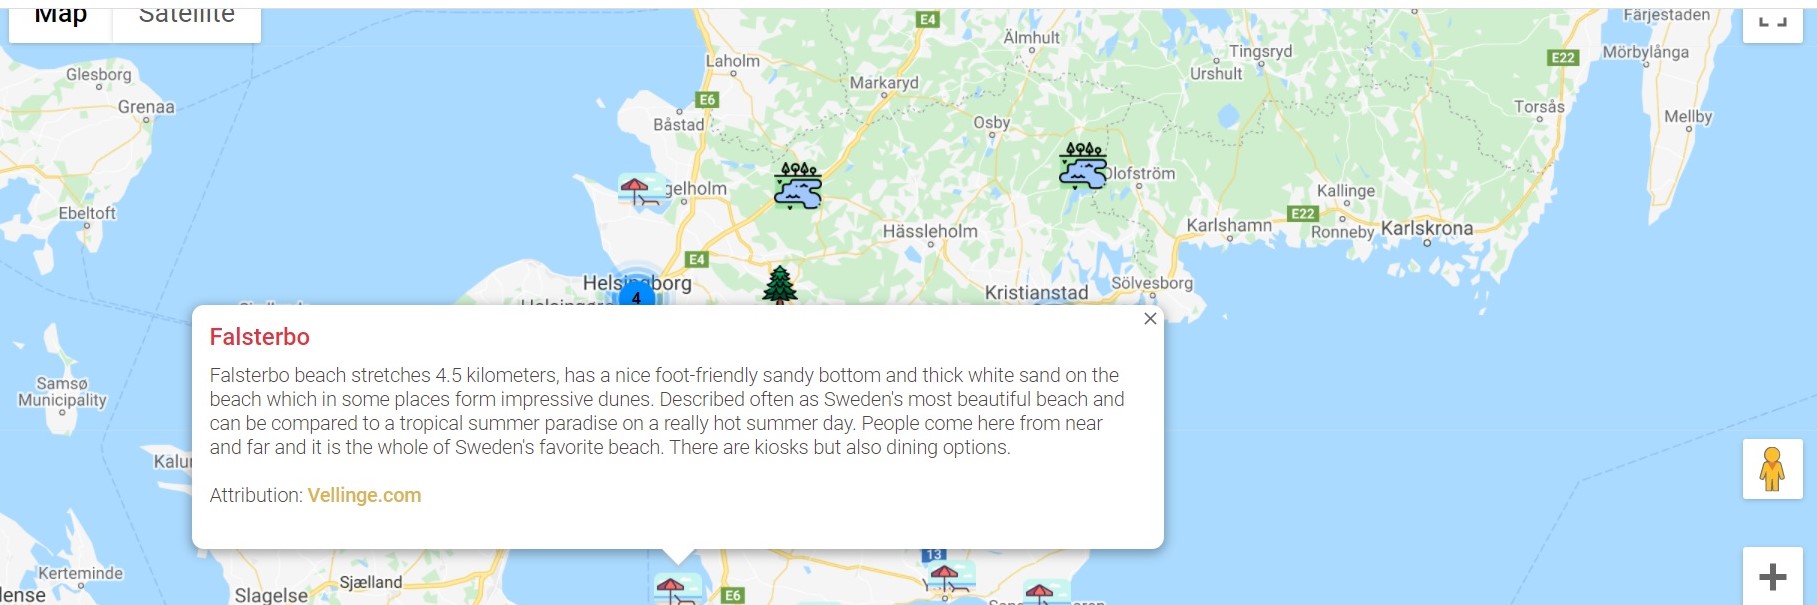 Map
Satellite
E4
Färjestaden
Glesborg
Grenaa
Laholm
Älmhult
Tingsryd
Urshult
E22
Mörbylånga
Markaryd
E6
Båstad
Osby
Torsås
Mellby
gelholm
Olofström
Kallinge
Ebeltoft
Hässleholm
Karlshamn
E22
Ronneby
Karlskrona
E4
Helsingborg
4
Kristianstad
Sölvesborg
Falsterbo
Falsterbo beach stretches 4.5 kilometers, has a nice foot-friendly sandy bottom and thick white sand on the
beach which in some places form impressive dunes. Described often as Sweden's most beautiful beach and
can be compared to a tropical summer paradise on a really hot summer day. People come here from near
and far and it is the whole of Sweden's favorite beach. There are kiosks but also dining options.
Attribution: Vellinge.com
Samsø
Municipality
Kalu
13
Kerteminde
Sjælland
Slagelse
ense
E6